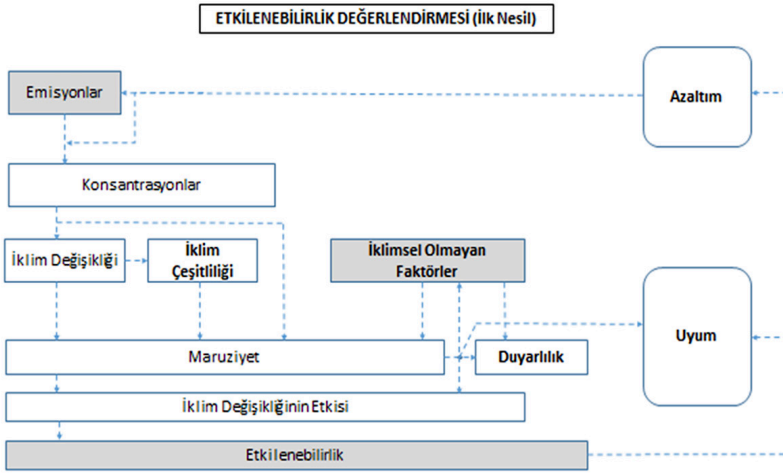 ETKİLENEBİLİRLİK DEĞERLENDİRMESİ (İlk Nesil)
Emisyonlar
Azaltım
Konsantrasyonlar
İklim Değişikliği
İklim
Çeşitliliği
İklimsel Olmayan
Faktörler
Uyum
Maruziyet
Duyarlılık
İklim Değişikliğinin Etkisi
Etkilenebilirlik